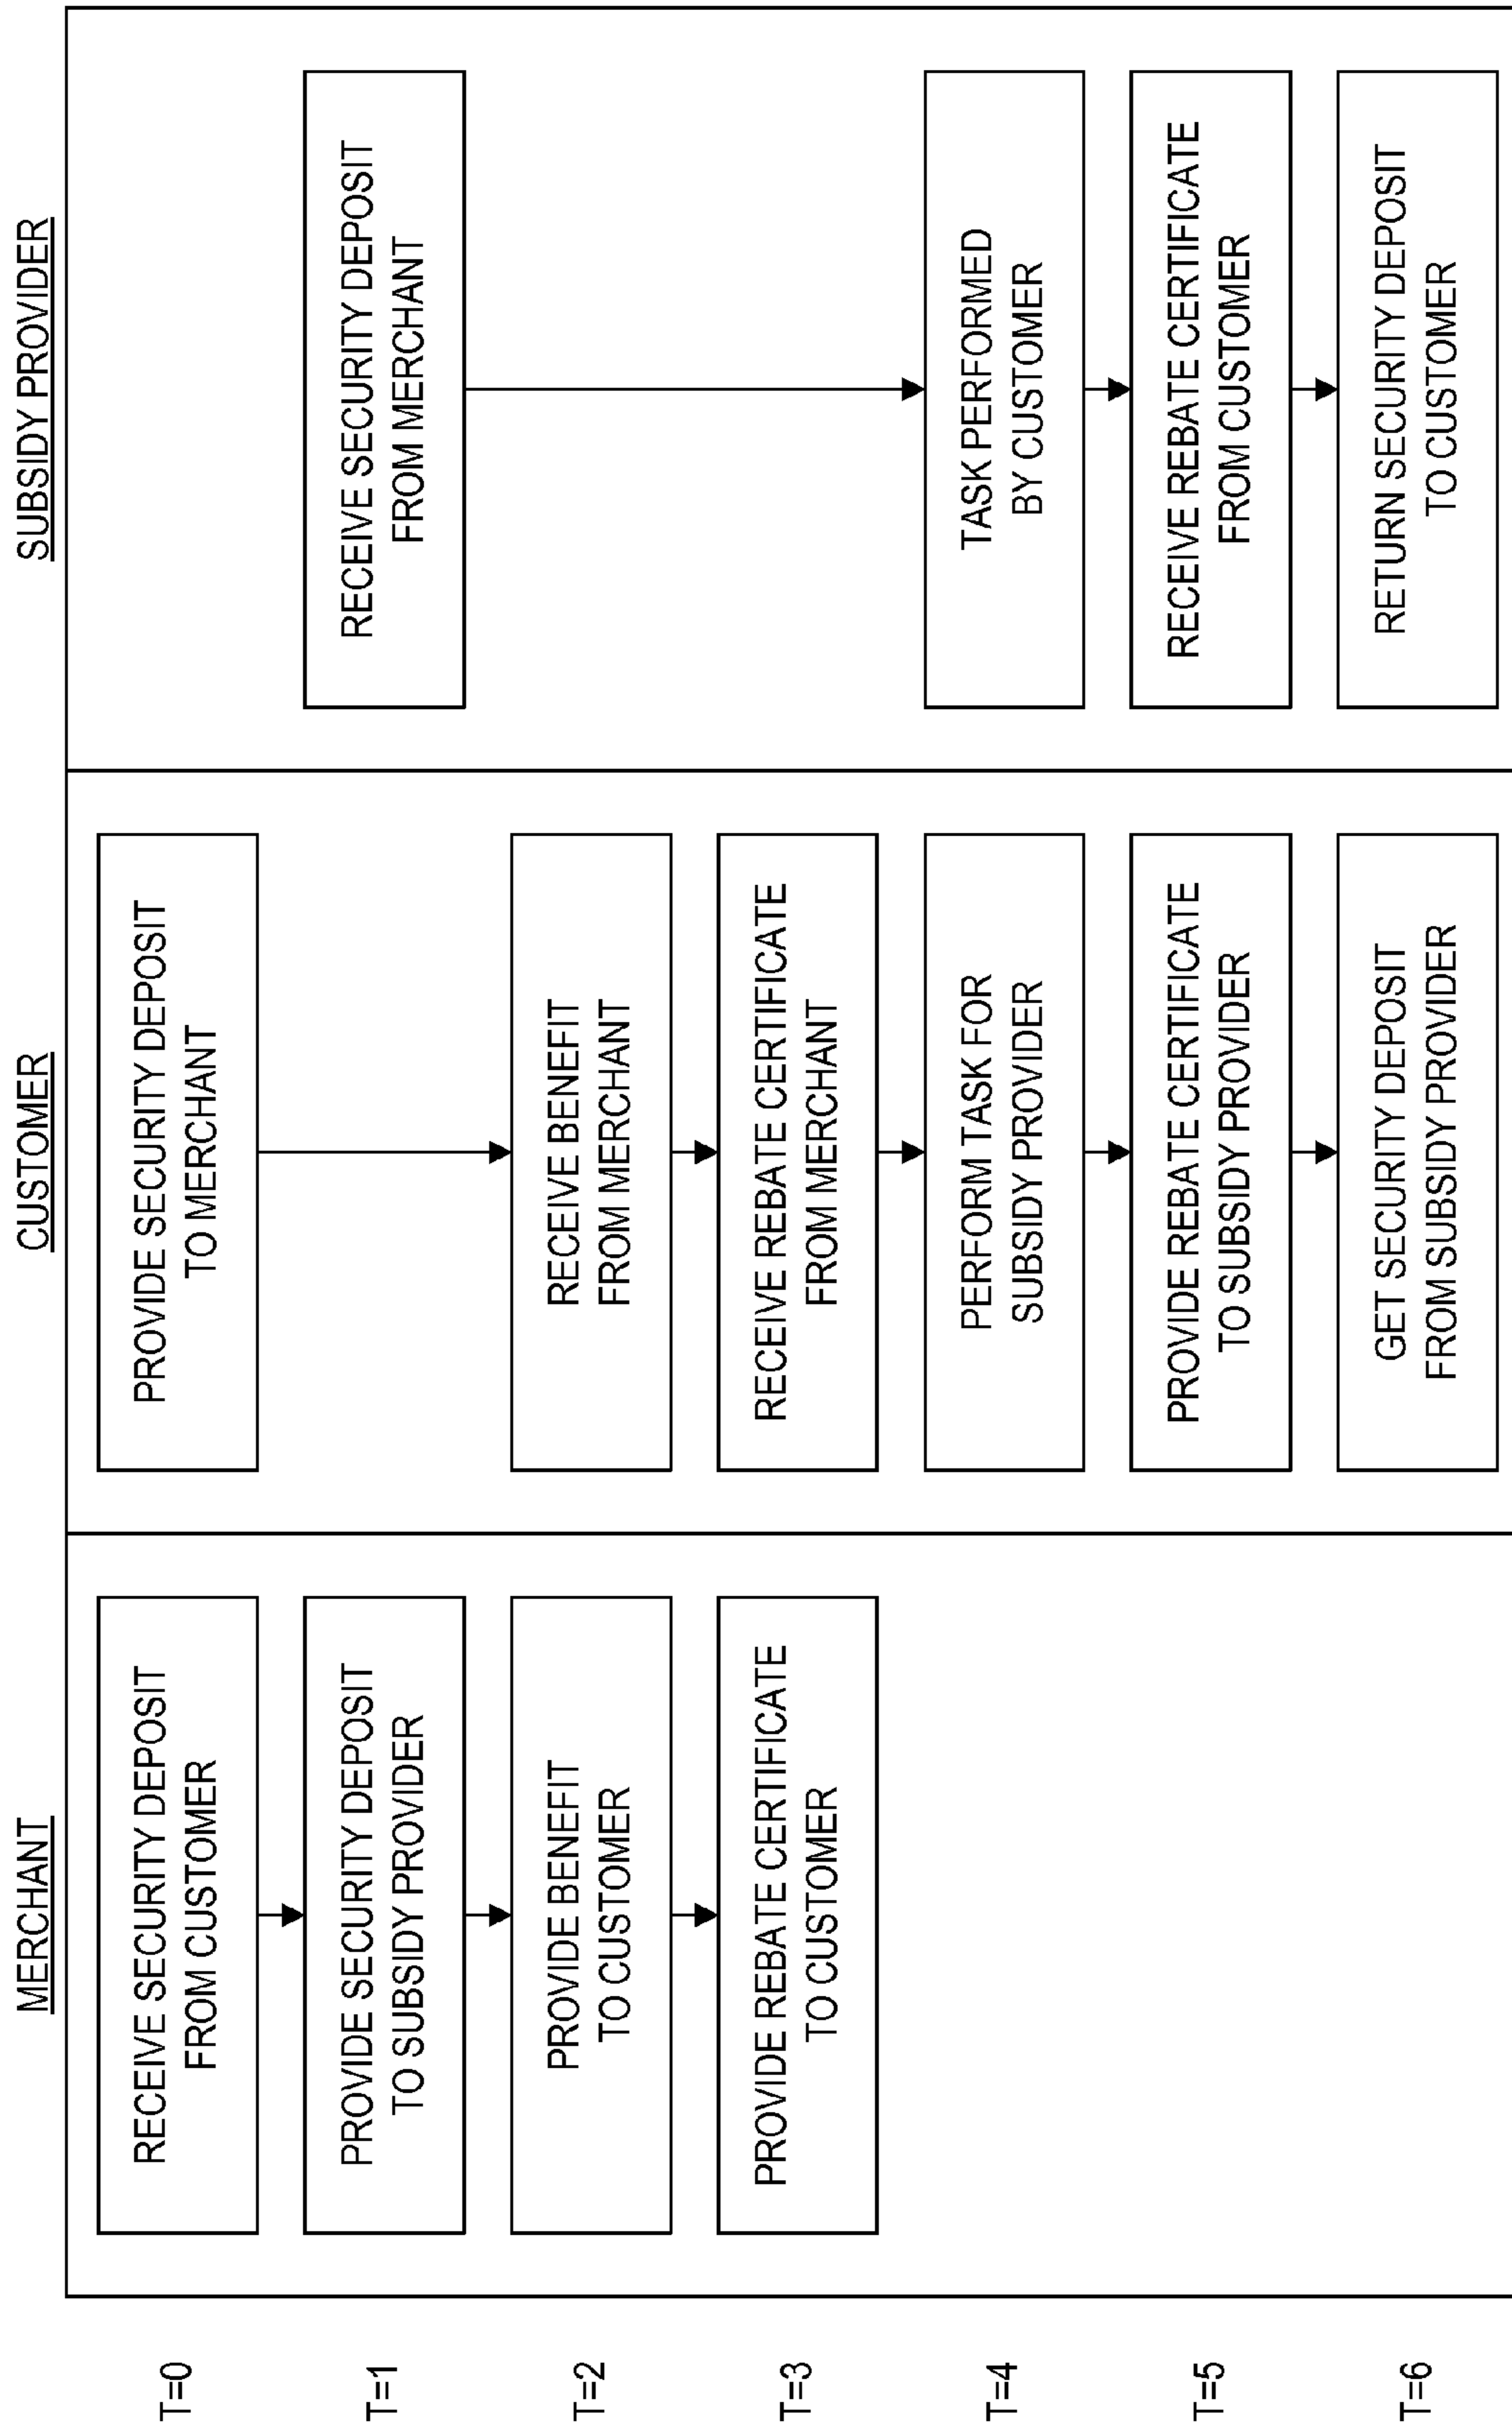 MERCHANT
CUSTOMER
SUBSIDY PROVIDER
T=0
RECEIVE SECURITY DEPOSIT
FROM CUSTOMER
PROVIDE SECURITY DEPOSIT
TO MERCHANT
T=1
PROVIDE SECURITY DEPOSIT
TO SUBSIDY PROVIDER
RECEIVE SECURITY DEPOSIT
FROM MERCHANT
T=2
PROVIDE BENEFIT
TO CUSTOMER
RECEIVE BENEFIT
FROM MERCHANT
T=3
PROVIDE REBATE CERTIFICATE
TO CUSTOMER
RECEIVE REBATE CERTIFICATE
FROM MERCHANT
T=4
PERFORM TASK FOR
SUBSIDY PROVIDER
TASK PERFORMED
BY CUSTOMER
T=5
PROVIDE REBATE CERTIFICATE
TO SUBSIDY PROVIDER
RECEIVE REBATE CERTIFICATE
FROM CUSTOMER
T=6
GET SECURITY DEPOSIT
FROM SUBSIDY PROVIDER
RETURN SECURITY DEPOSIT
TO CUSTOMER